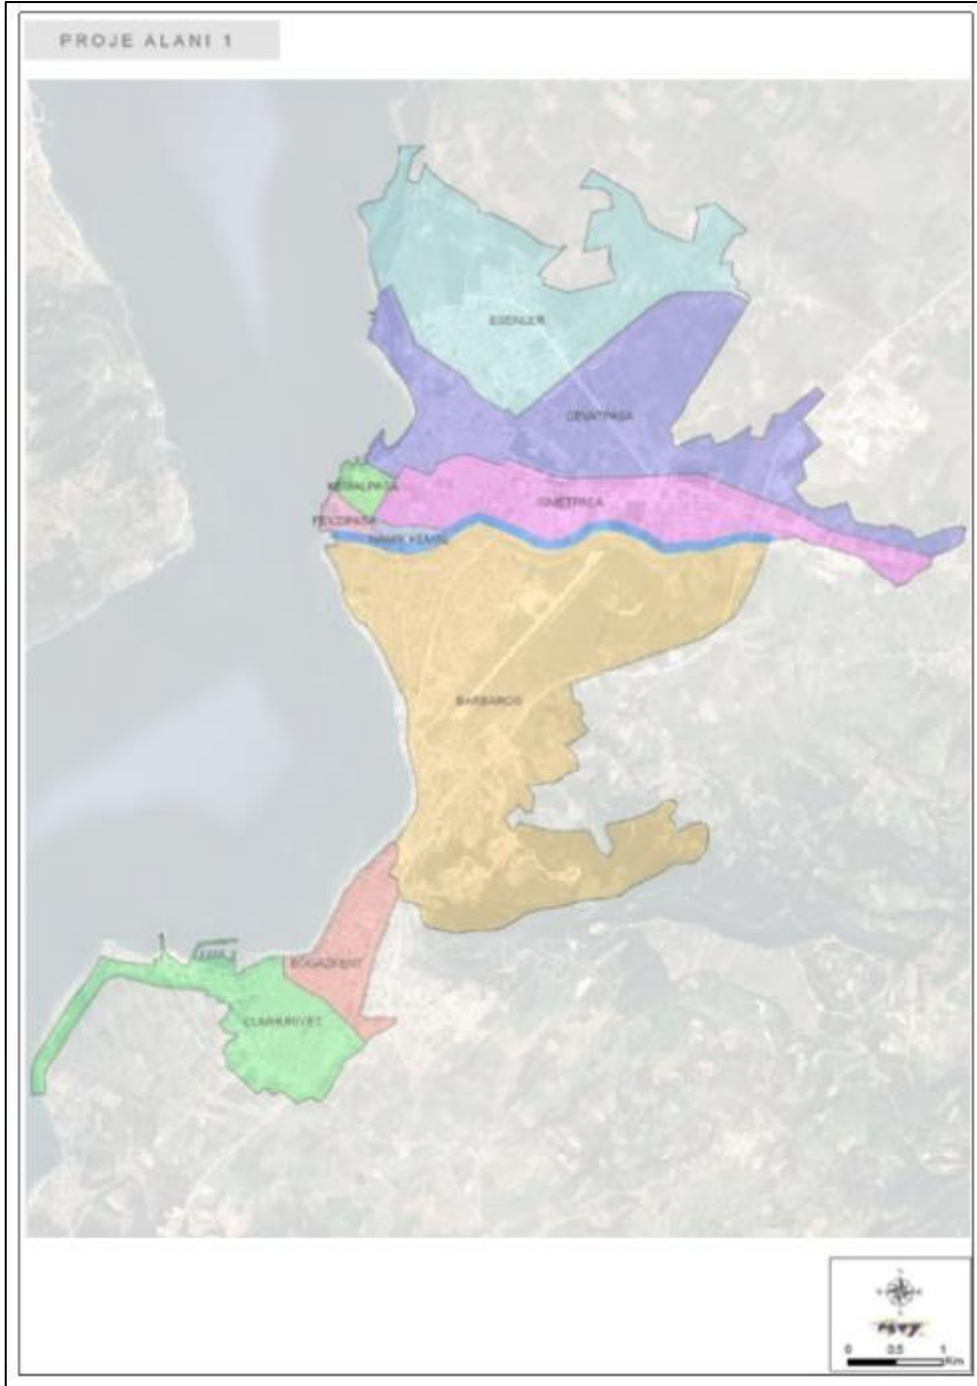 PROJE ALANI 1
ESENLER
CEVATPAŞA
KEMALPAŞA
İSMETPAŞA
FEVZİPAŞA
NAMIK KEMAL
BARBAROS
BOĞAZKENT
CUMHURİYET
0 0.5 1
Km